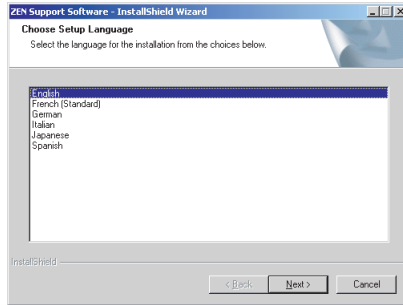 ZEN Support Software - InstallShield Wizard
Choose Setup Language
Select the language for the installation from the choices below.
English
French (Standard)
German
Italian
Japanese
Spanish
InstallShield
< Back
Next >
Cancel